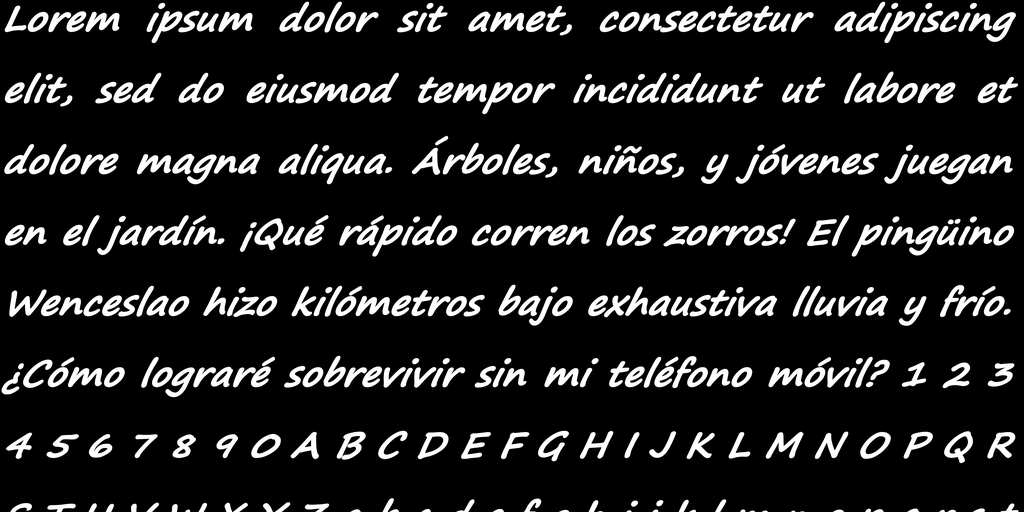 Lorem ipsum dolor sit amet, consectetur adipiscing
elit, sed do eiusmod tempor incididunt ut labore et
dolore magna aliqua. Árboles, niños, y jóvenes juegan
en el jardín. ¡Qué rápido corren los zorros! El pingüino
Wenceslao hizo kilómetros bajo exhaustiva lluvia y frío.
¿Cómo lograré sobrevivir sin mi teléfono móvil? 1 2 3
4 5 6 7 8 9 0 A B C D E F G H I J K L M N O P Q R